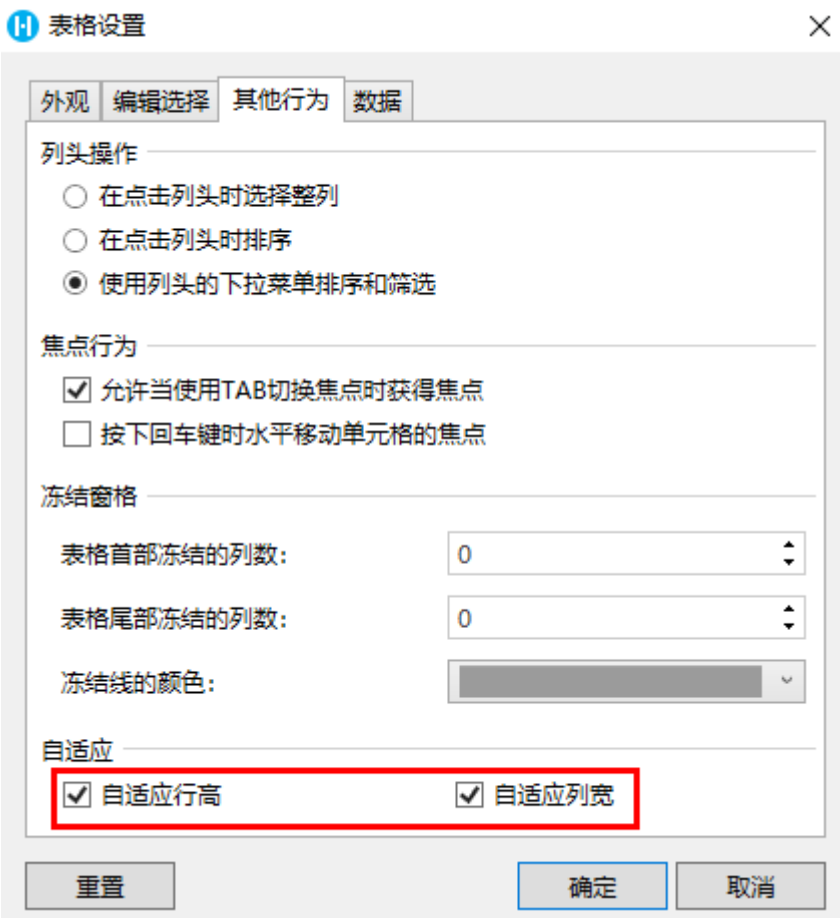 表格设置
外观 编辑选择 其他行为 数据
列头操作
在点击列头时选择整列
在点击列头时排序
使用列头的下拉菜单排序和筛选
焦点行为
允许当使用TAB切换焦点时获得焦点
按下回车键时水平移动单元格的焦点
冻结窗格
表格首部冻结的列数: 0
表格尾部冻结的列数: 0
冻结线的颜色:
自适应
自适应行高 自适应列宽
重置 确定 取消